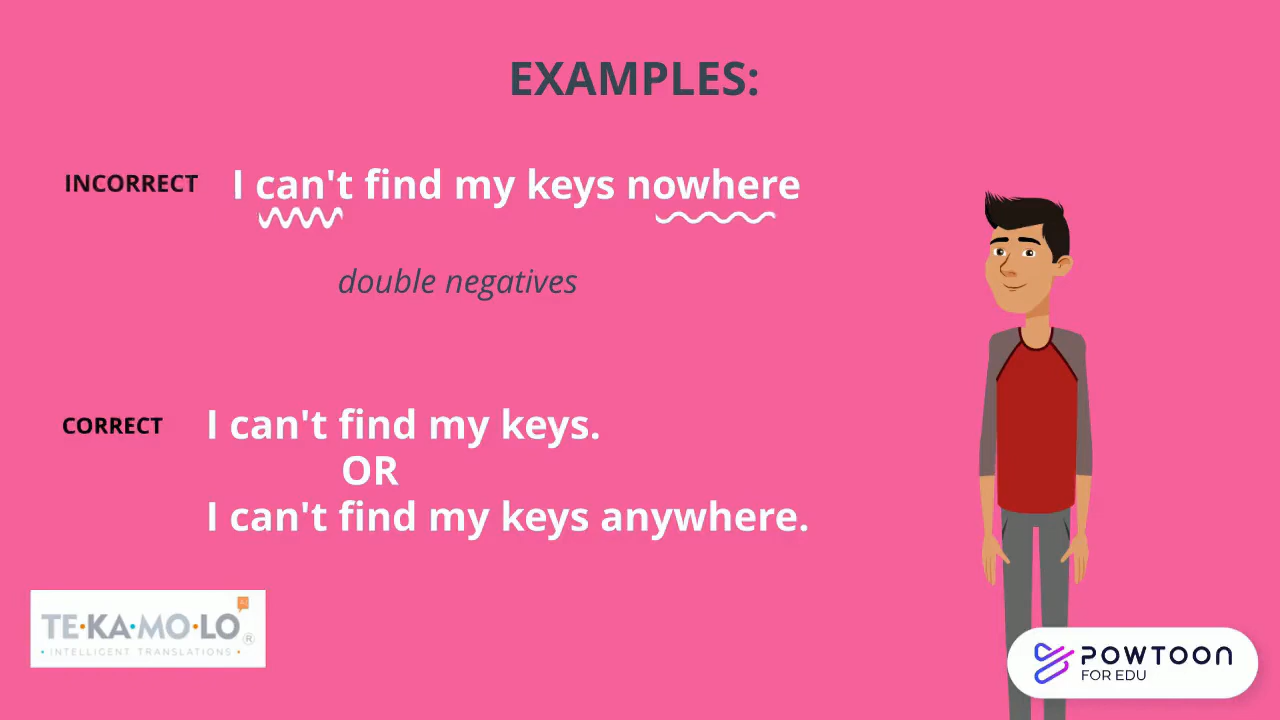 EXAMPLES:
INCORRECT I can't find my keys nowhere
double negatives
CORRECT I can't find my keys.
OR
I can't find my keys anywhere.
TE·KA·MO·LO ®
· INTELLIGENT TRANSLATIONS ·
POWTOON
FOR EDU